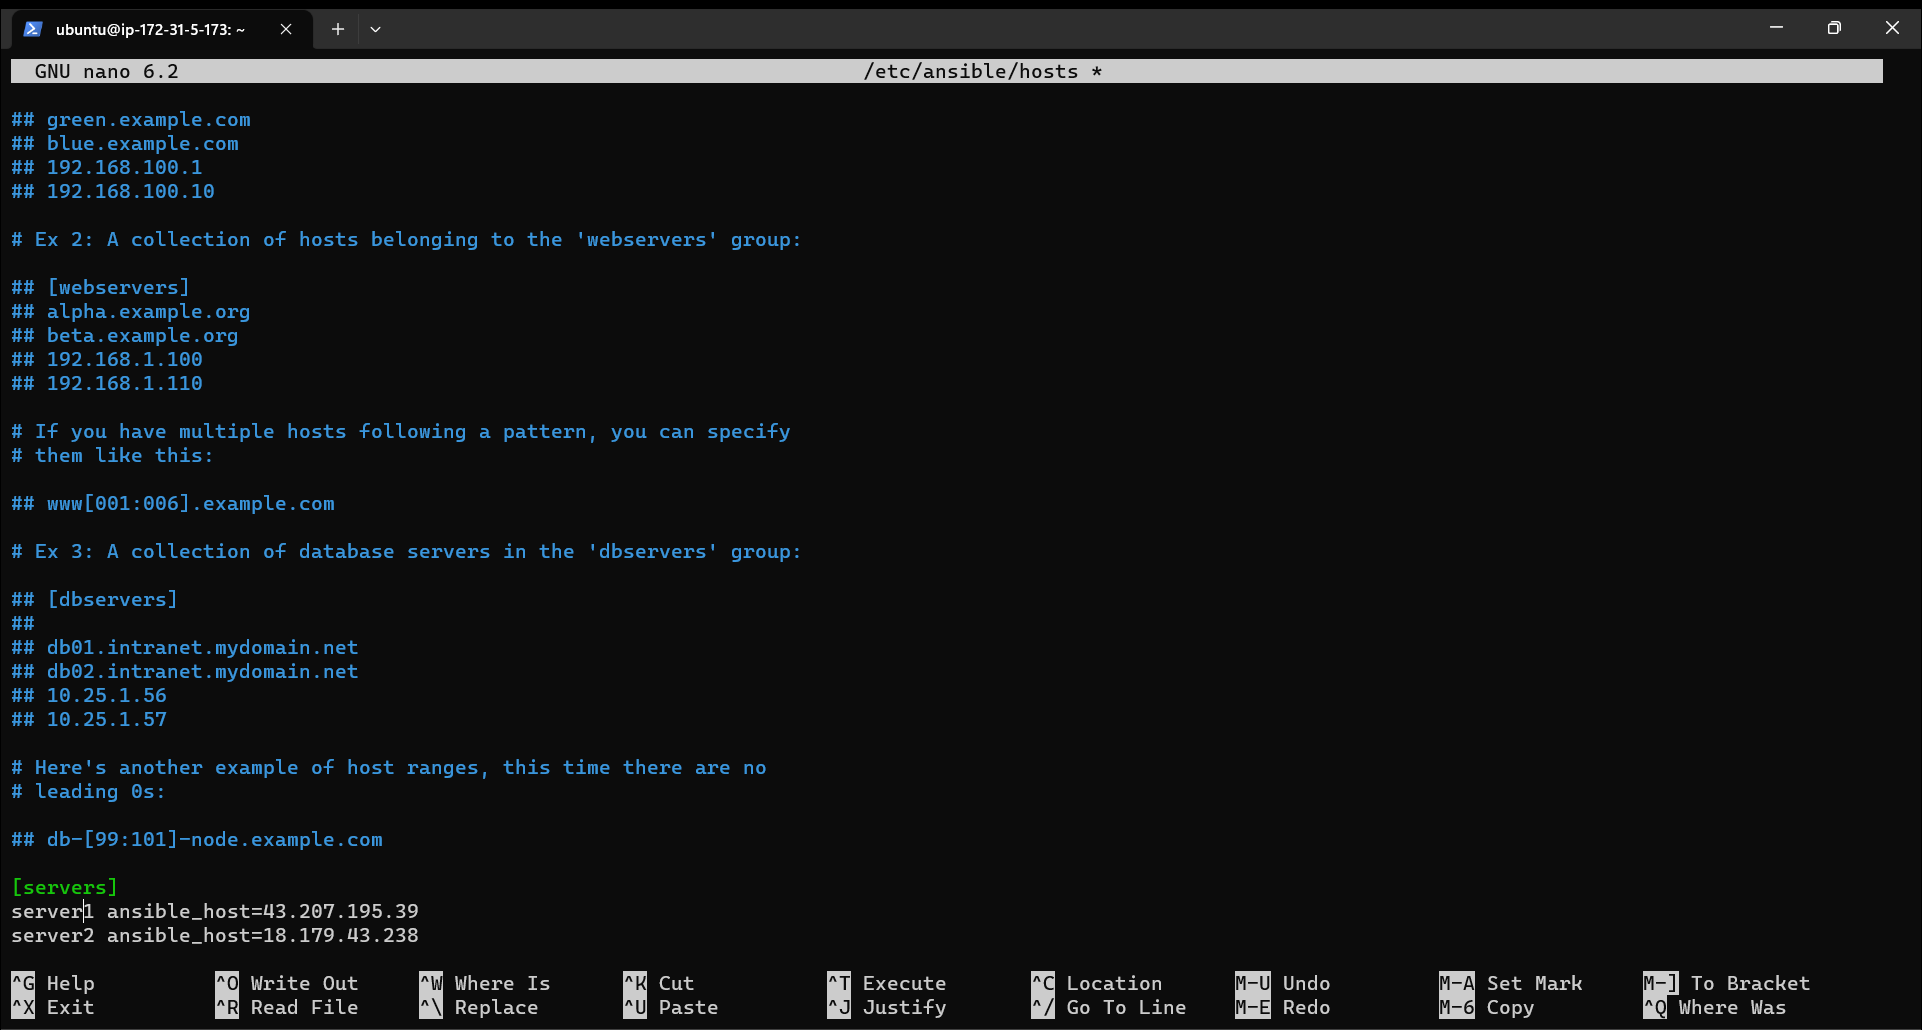 ubuntu@ip-172-31-5-173: ~
GNU nano 6.2 /etc/ansible/hosts *
## green.example.com
## blue.example.com
## 192.168.100.1
## 192.168.100.10
# Ex 2: A collection of hosts belonging to the 'webservers' group:
## [webservers]
## alpha.example.org
## beta.example.org
## 192.168.1.100
## 192.168.1.110
# If you have multiple hosts following a pattern, you can specify
# them like this:
## www[001:006].example.com
# Ex 3: A collection of database servers in the 'dbservers' group:
## [dbservers]
##
## db01.intranet.mydomain.net
## db02.intranet.mydomain.net
## 10.25.1.56
## 10.25.1.57
# Here's another example of host ranges, this time there are no
# leading 0s:
## db-[99:101]-node.example.com
[servers]
server1 ansible_host=43.207.195.39
server2 ansible_host=18.179.43.238
^G Help ^O Write Out ^W Where Is ^K Cut ^T Execute ^C Location M-U Undo M-A Set Mark M-] To Bracket
^X Exit ^R Read File ^\ Replace ^U Paste ^J Justify ^/ Go To Line M-E Redo M-6 Copy ^Q Where Was